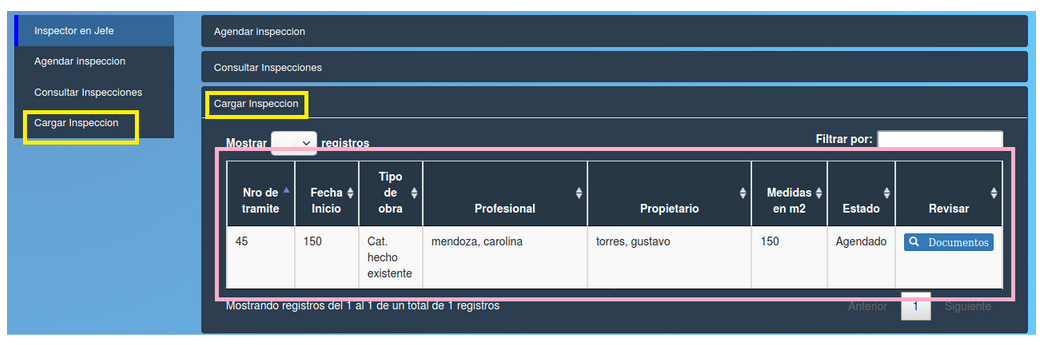 Inspector en Jefe
Agendar inspeccion
Consultar Inspecciones
Cargar Inspeccion
Agendar inspeccion
Consultar Inspecciones
Cargar Inspeccion
Mostrar registros Filtrar por:
Nro de tramite Fecha Inicio Tipo de obra Profesional Propietario Medidas en m2 Estado Revisar
45 150 Cat. hecho existente mendoza, carolina torres, gustavo 150 Agendado Documentos
Mostrando registros del 1 al 1 de un total de 1 registros Anterior 1 Siguiente